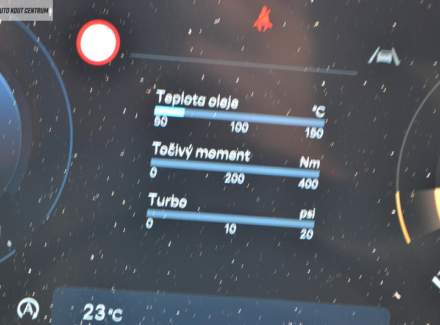 AUTO KOUT CENTRUM
Teplota oleje °C
50 100 150
Točivý moment Nm
0 200 400
Turbo psi
0 10 20
A
23°C